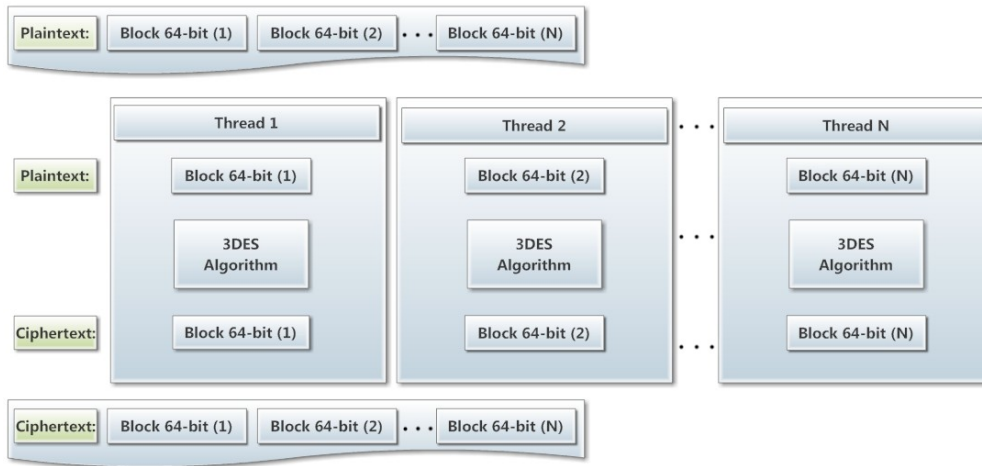 Plaintext: Block 64-bit (1) Block 64-bit (2) ... Block 64-bit (N)
Thread 1 Thread 2 ... Thread N
Plaintext: Block 64-bit (1) Block 64-bit (2) Block 64-bit (N)
3DES Algorithm 3DES Algorithm ... 3DES Algorithm
Ciphertext: Block 64-bit (1) Block 64-bit (2) ... Block 64-bit (N)
Ciphertext: Block 64-bit (1) Block 64-bit (2) ... Block 64-bit (N)